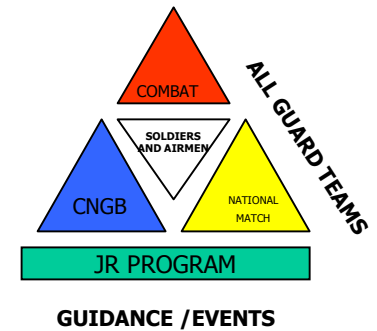 COMBAT
ALL GUARD TEAMS
SOLDIERS
AND AIRMEN
CNGB
NATIONAL
MATCH
JR PROGRAM
GUIDANCE /EVENTS